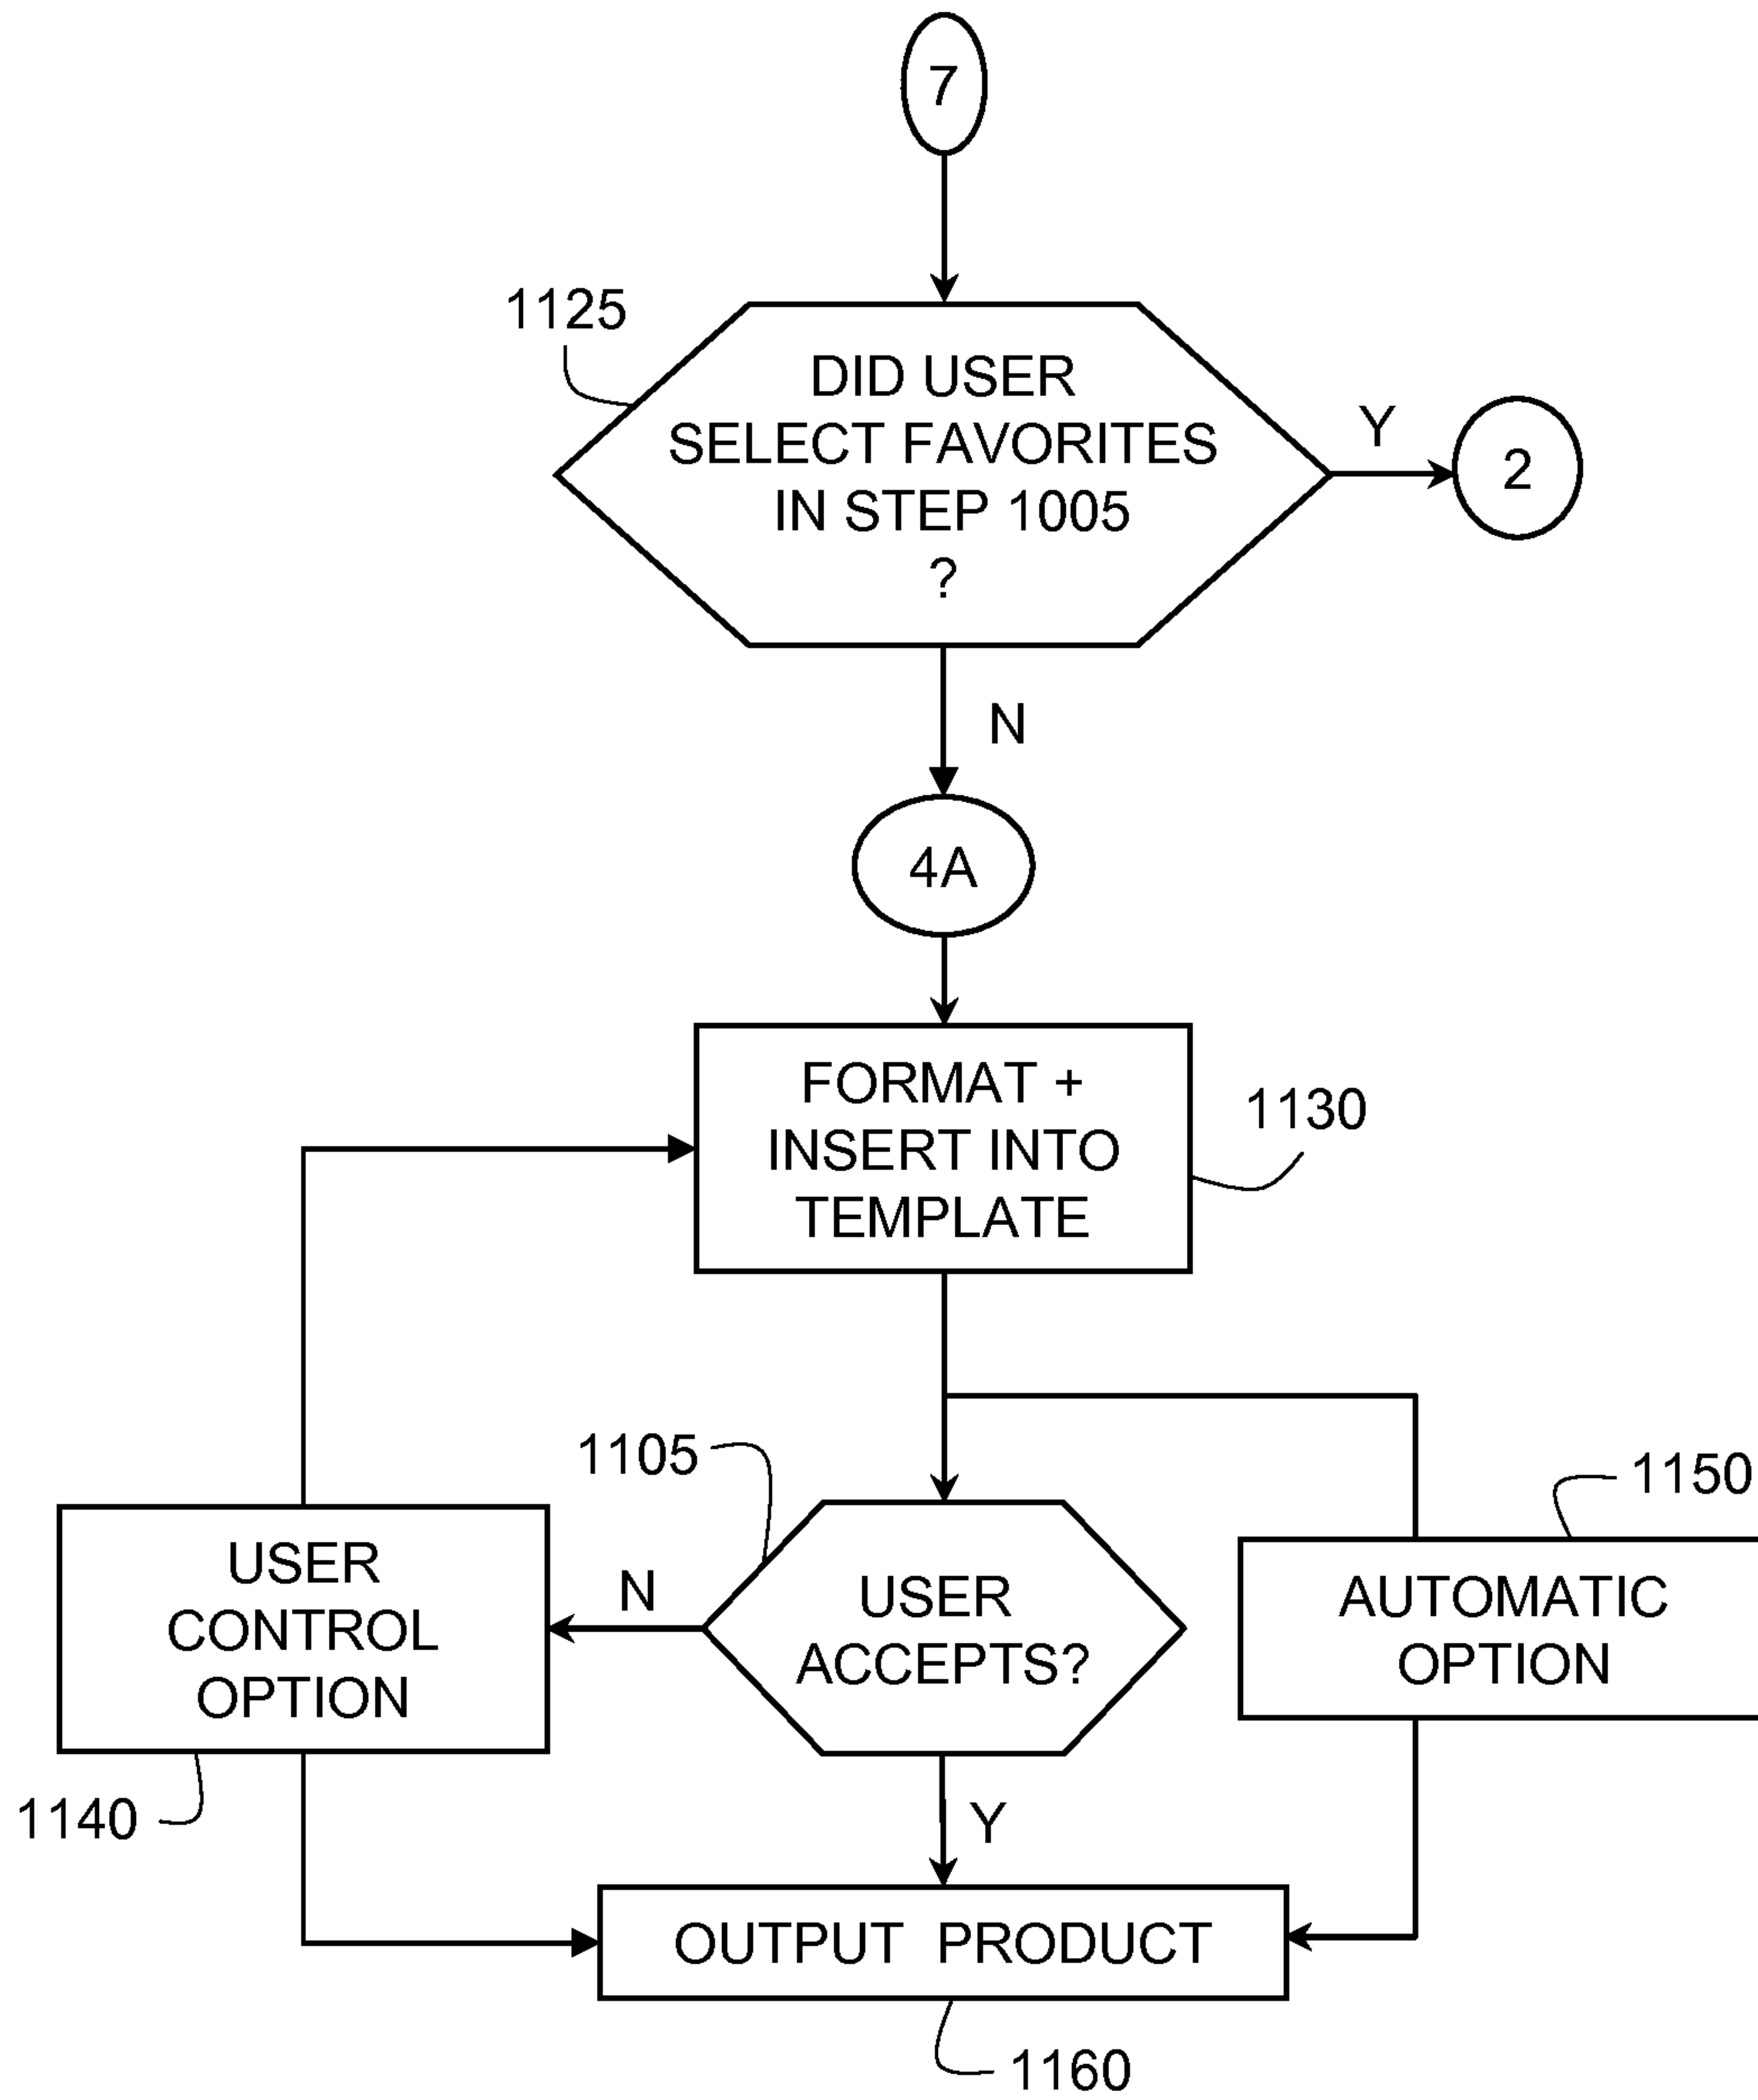 7
1125
DID USER
SELECT FAVORITES
IN STEP 1005
?
Y
2
N
4A
FORMAT +
INSERT INTO
TEMPLATE
1130
1105
1150
USER
CONTROL
OPTION
N
USER
ACCEPTS?
AUTOMATIC
OPTION
1140
Y
OUTPUT PRODUCT
1160